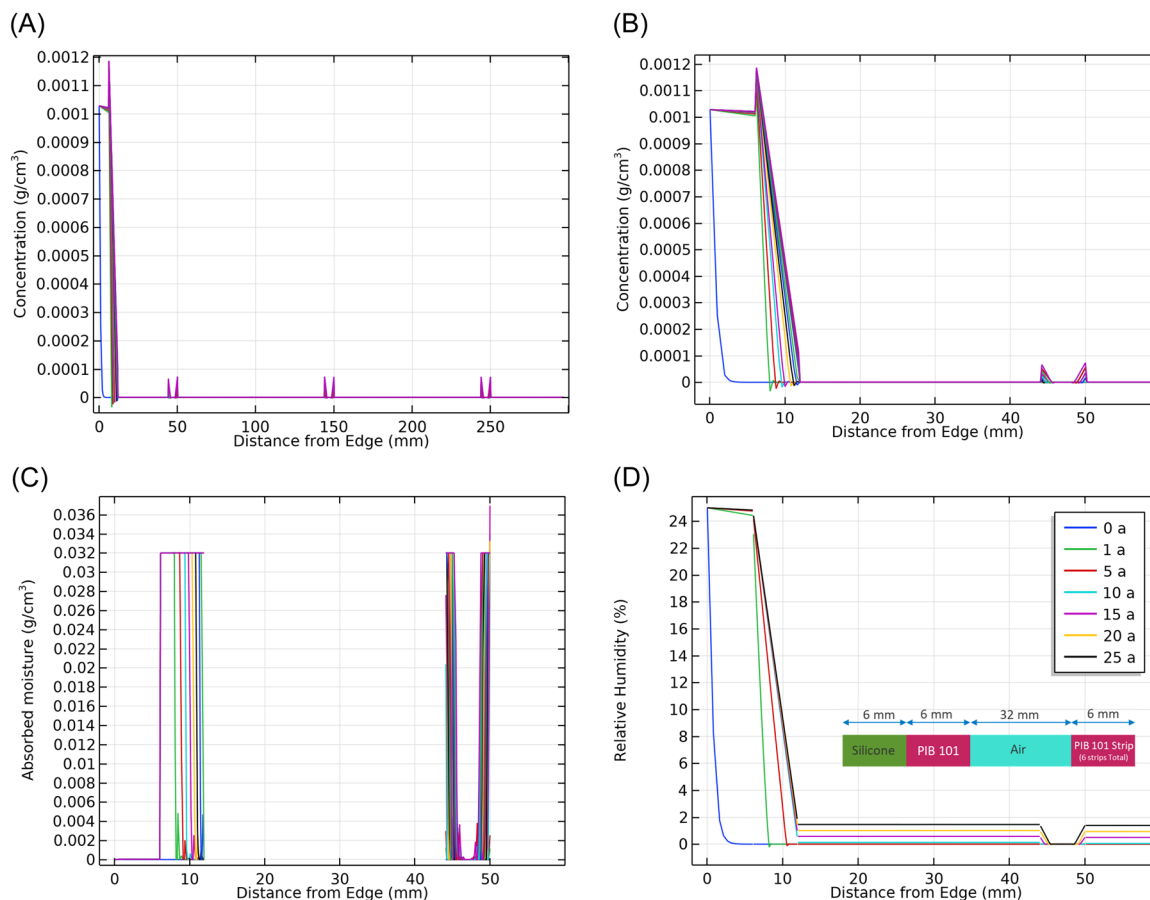 (A)
Concentration (g/cm³)
0.0012
0.0011
0.001
0.0009
0.0008
0.0007
0.0006
0.0005
0.0004
0.0003
0.0002
0.0001
0
0 50 100 150 200 250
Distance from Edge (mm)
(B)
Concentration (g/cm³)
0.0012
0.0011
0.001
0.0009
0.0008
0.0007
0.0006
0.0005
0.0004
0.0003
0.0002
0.0001
0
0 10 20 30 40 50
Distance from Edge (mm)
(C)
Absorbed moisture (g/cm³)
0.036
0.034
0.032
0.03
0.028
0.026
0.024
0.022
0.02
0.018
0.016
0.014
0.012
0.01
0.008
0.006
0.004
0.002
0
0 10 20 30 40 50
Distance from Edge (mm)
(D)
Relative Humidity (%)
24
22
20
18
16
14
12
10
8
6
4
2
0
0 10 20 30 40 50
Distance from Edge (mm)
0 a
1 a
5 a
10 a
15 a
20 a
25 a
6 mm 6 mm 32 mm 6 mm
Silicone PIB 101 Air PIB 101 Strip
(6 strips Total)